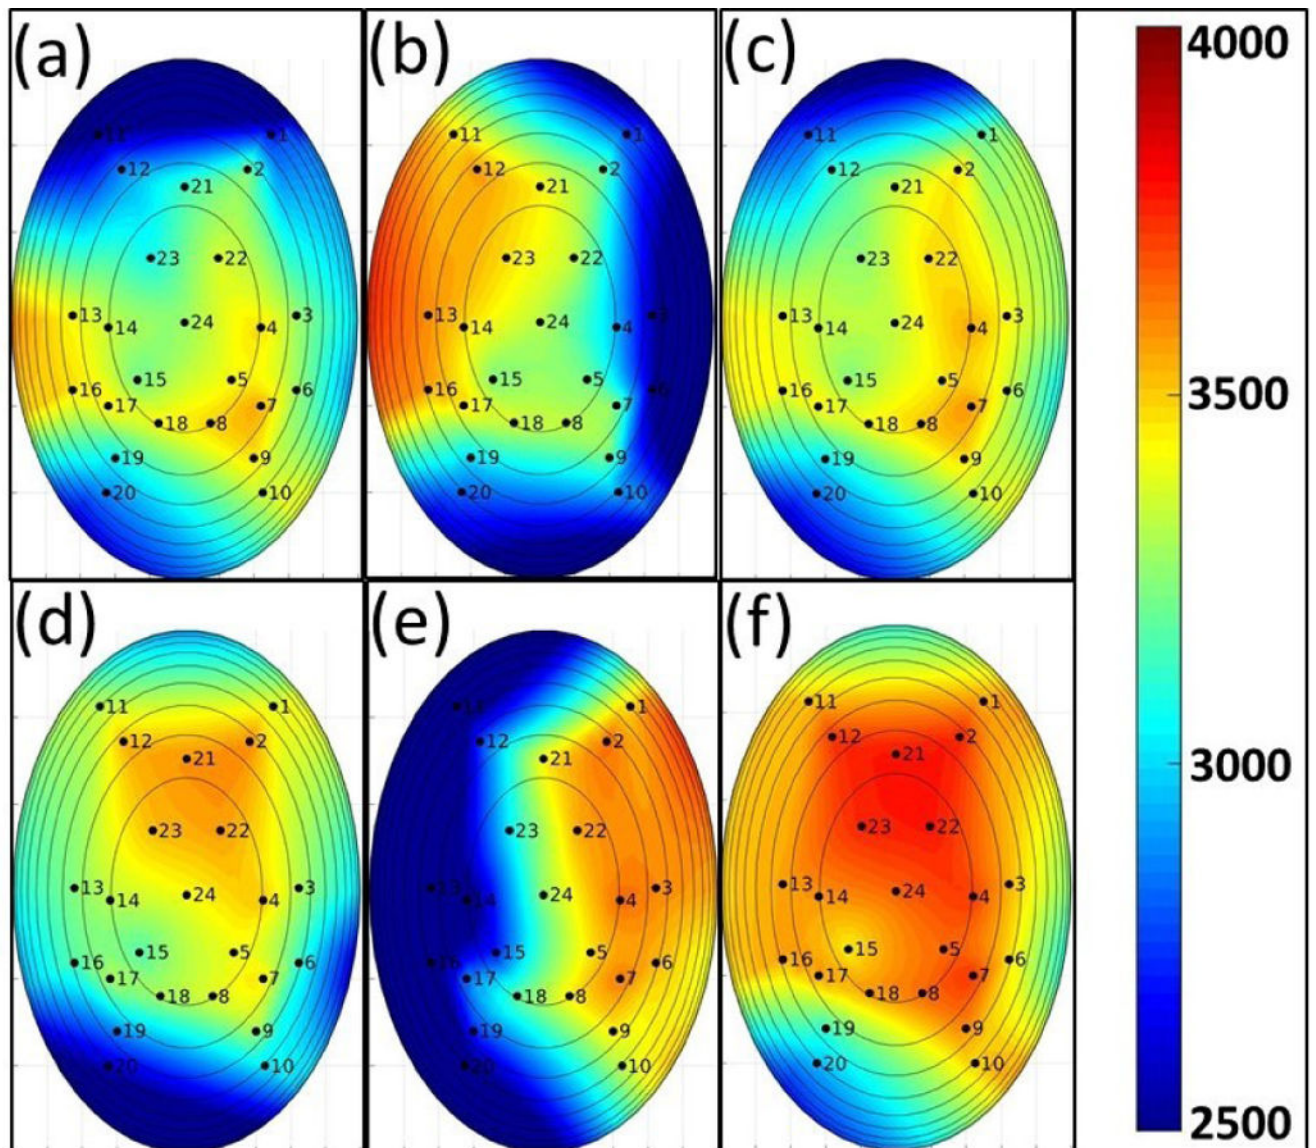 (a) (b) (c) 4000
11 1 11 1 11 1
12 2 12 2 12 2
21 21 21
23 22 23 22 23 22
13 14 24 4 3 13 14 24 4 3 13 14 24 4 3
3500
15 5 15 5 15 5
16 17 7 6 16 17 7 6 16 17 7 6
18 8 18 8 18 8
19 9 19 9 19 9
20 10 20 10 20 10
(d) (e) (f)
11 1 11 1 11 1
12 2 12 2 12 2
21 21 21
3000
23 22 23 22 23 22
13 14 24 4 3 13 14 24 4 3 13 14 24 4 3
15 5 15 5 15 5
16 17 7 6 16 17 7 6 16 17 7 6
18 8 18 8 18 8
19 9 19 9 19 9
20 10 20 10 20 10
2500